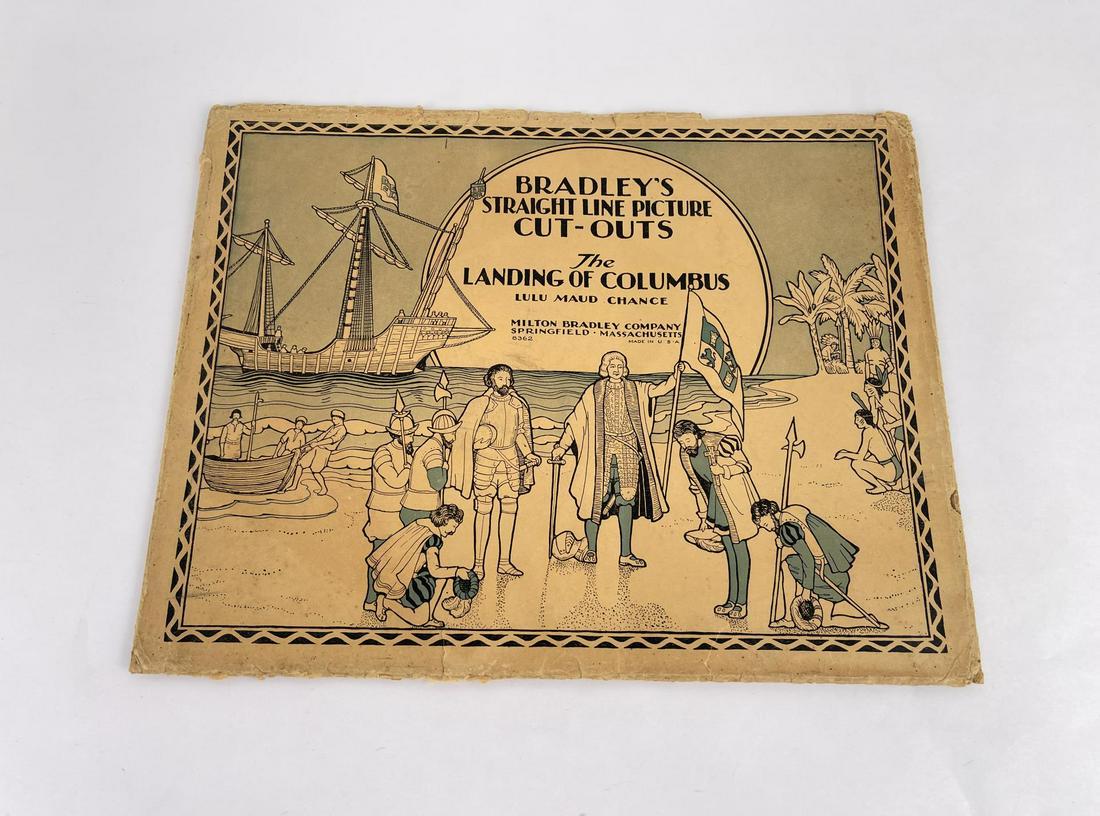 BRADLEY'S
STRAIGHT LINE PICTURE
CUT-OUTS
The
LANDING OF COLUMBUS
LULU MAUD CHANCE
MILTON BRADLEY COMPANY
SPRINGFIELD · MASSACHUSETTS
8362 MADE IN U·S·A